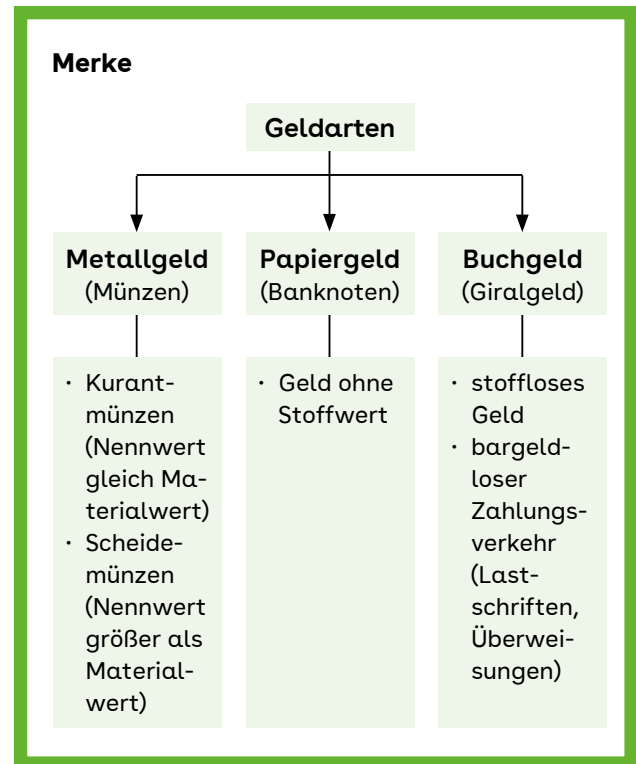 Merke
Geldarten
Metallgeld
(Münzen)
Papiergeld
(Banknoten)
Buchgeld
(Giralgeld)
· Kurant-
münzen
(Nennwert
gleich Ma-
terialwert)
· Scheide-
münzen
(Nennwert
größer als
Material-
wert)
· Geld ohne
Stoffwert
· stoffloses
Geld
· bargeld-
loser
Zahlungs-
verkehr
(Last-
schriften,
Überwei-
sungen)